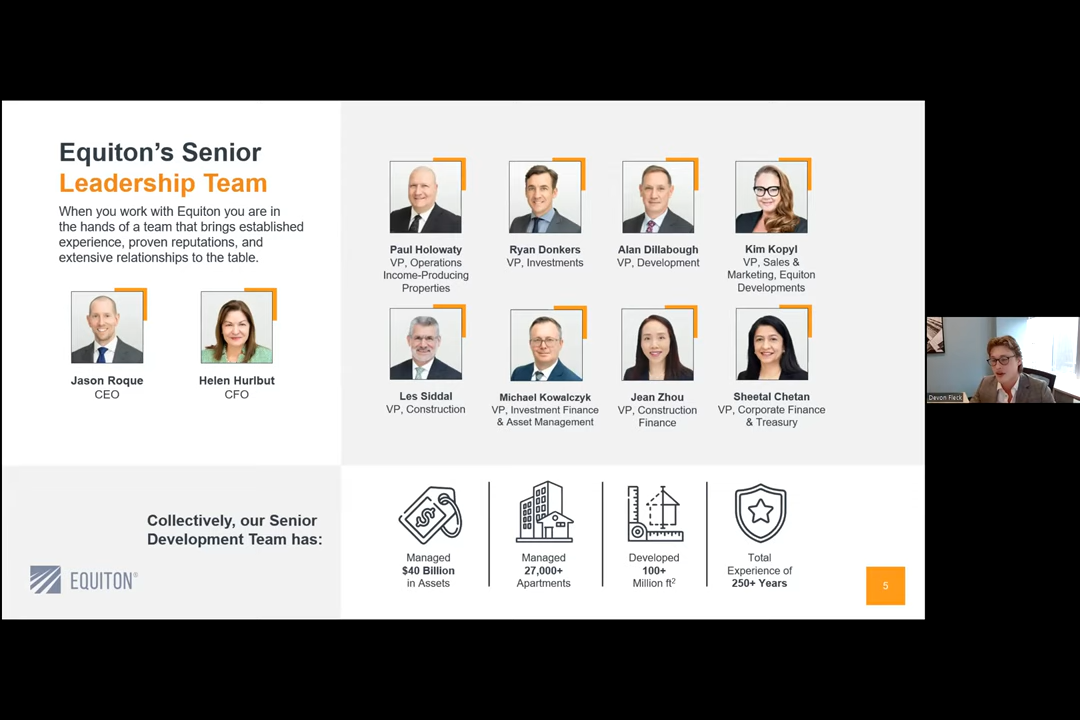 Equiton's Senior
Leadership Team
When you work with Equiton you are in
the hands of a team that brings established
experience, proven reputations, and
extensive relationships to the table.
Jason Roque
CEO
Helen Hurlbut
CFO
Paul Holowaty
VP, Operations
Income-Producing
Properties
Ryan Donkers
VP, Investments
Alan Dillabough
VP, Development
Kim Kopyl
VP, Sales &
Marketing, Equiton
Developments
Les Siddal
VP, Construction
Michael Kowalczyk
VP, Investment Finance
& Asset Management
Jean Zhou
VP, Construction
Finance
Sheetal Chetan
VP, Corporate Finance
& Treasury
Collectively, our Senior
Development Team has:
Managed
$40 Billion
in Assets
Managed
27,000+
Apartments
Developed
100+
Million ft²
Total
Experience of
250+ Years
EQUITON®
5
Devon Fleck